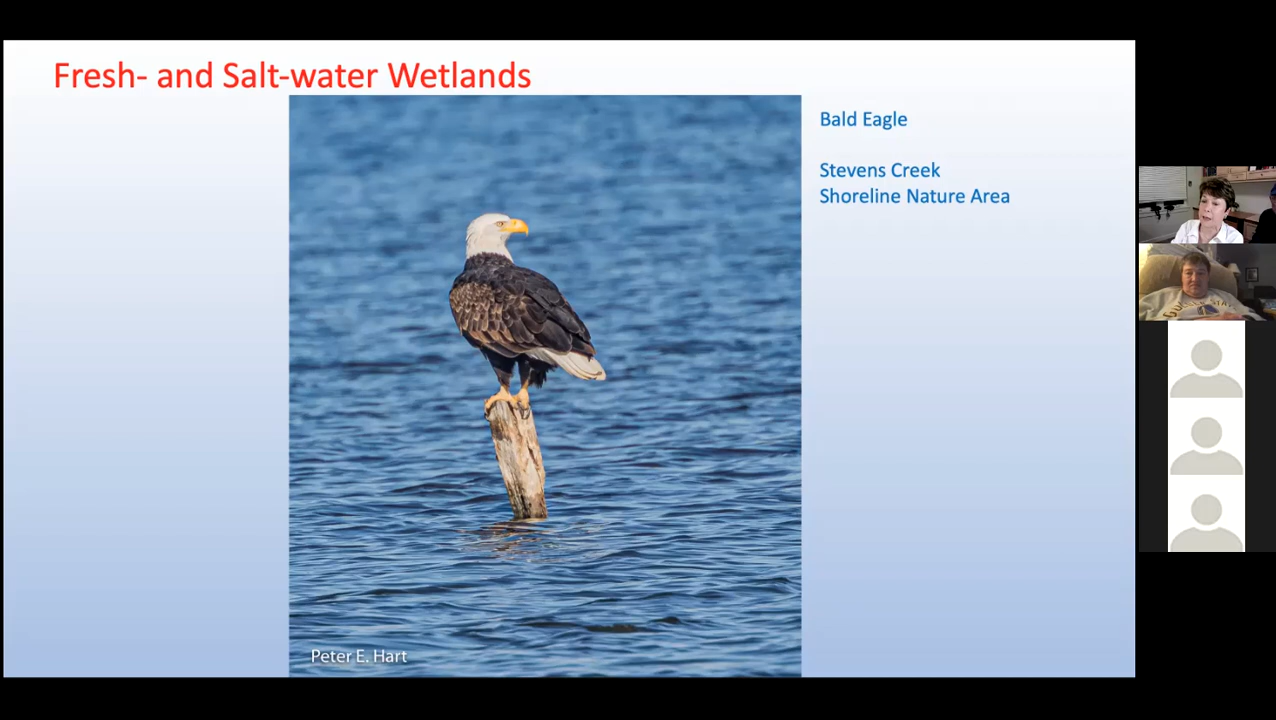 Fresh- and Salt-water Wetlands
Bald Eagle
Stevens Creek
Shoreline Nature Area
Peter E. Hart